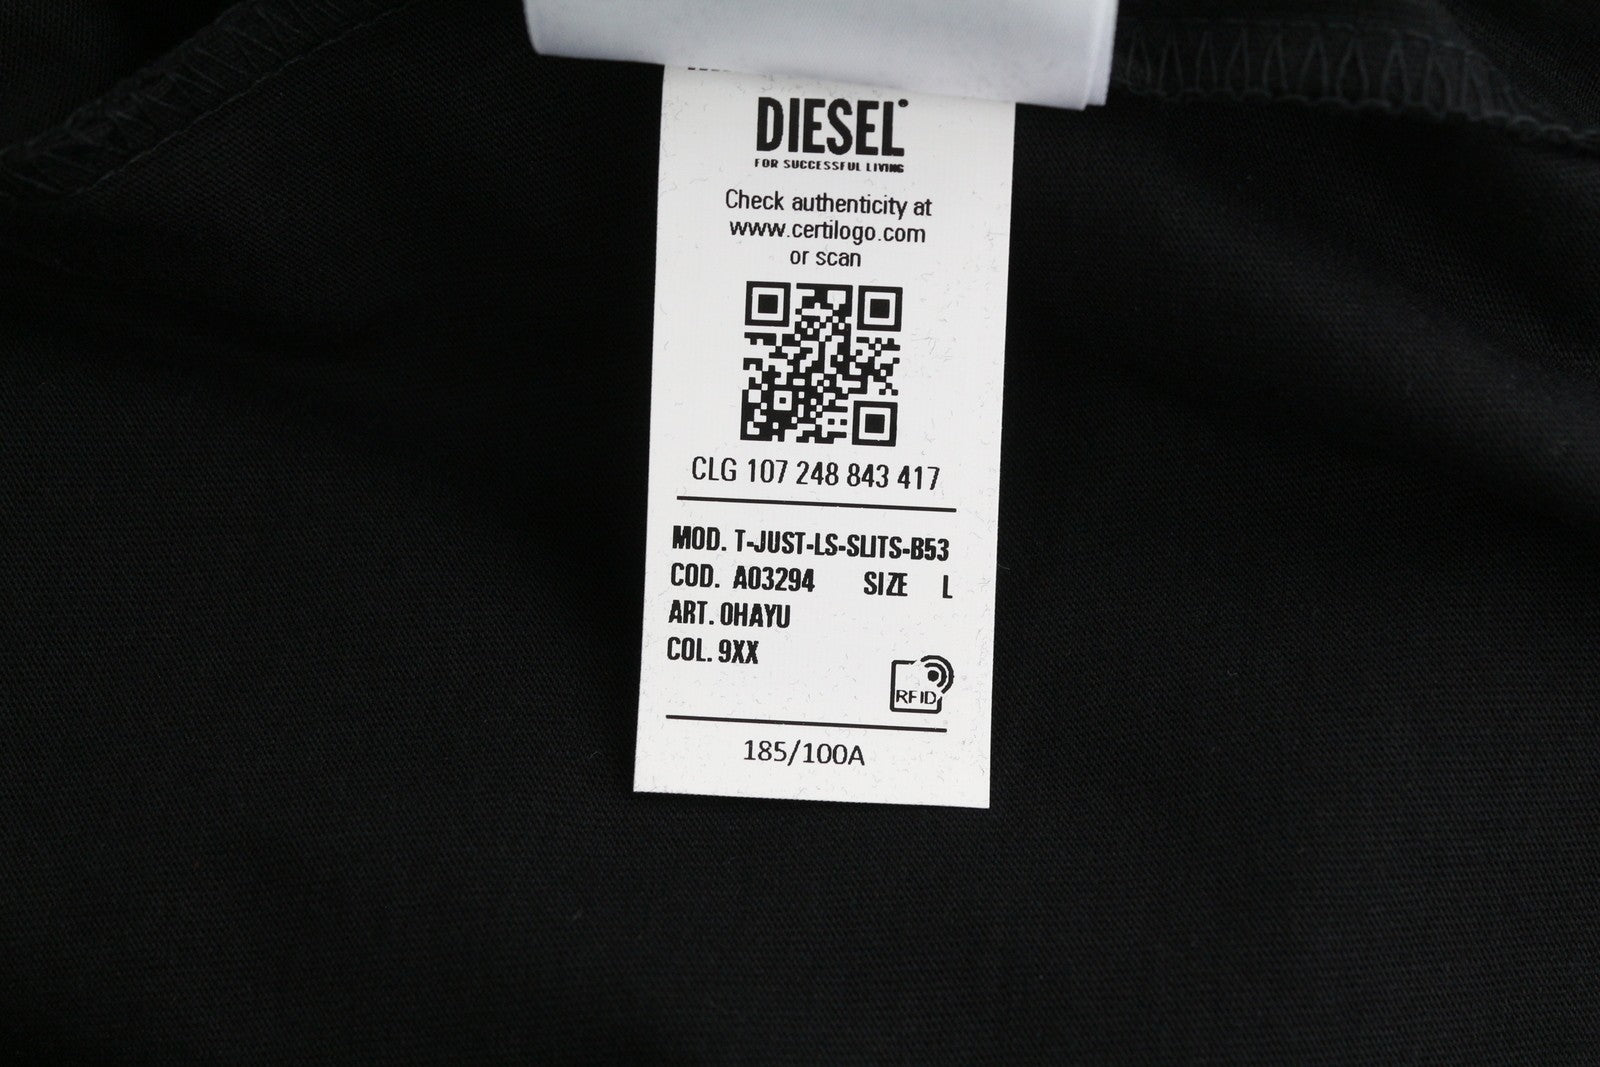 DIESEL
FOR SUCCESSFUL LIVING
Check authenticity at
www.certilogo.com
or scan
CLG 107 248 843 417
MOD. T-JUST-LS-SLITS-B53
COD. A03294 SIZE L
ART. 0HAYU
COL. 9XX
RFID
185/100A